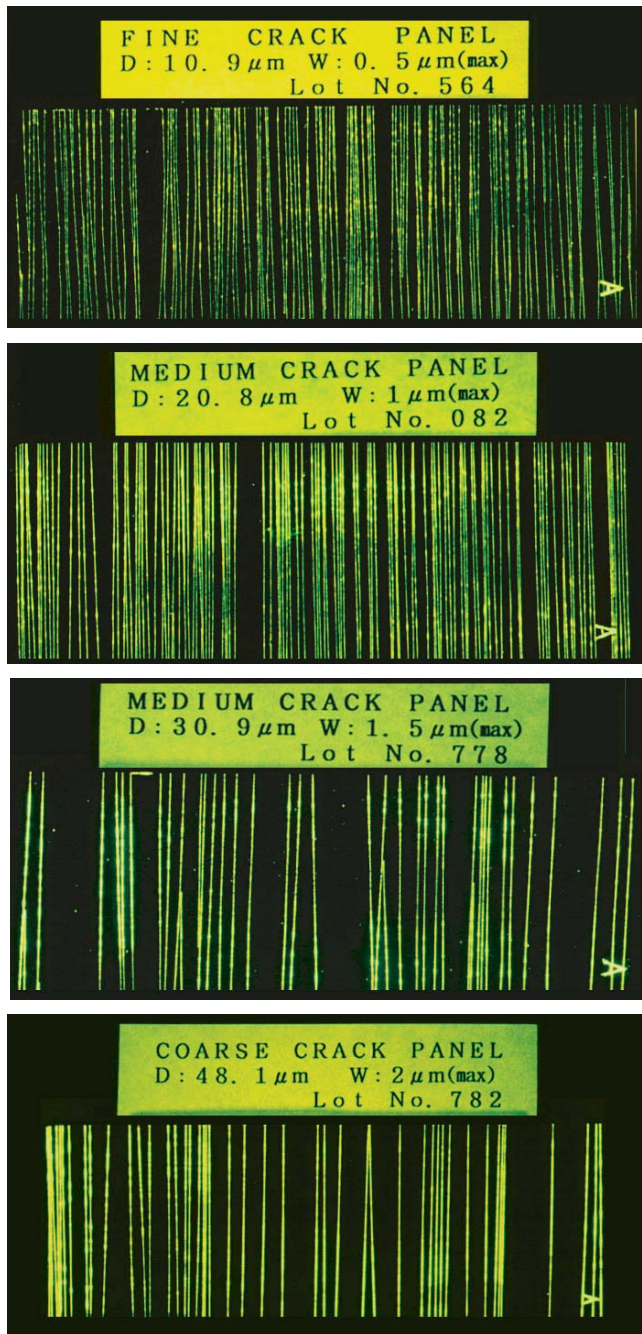 FINE CRACK PANEL
D:10. 9μm W:0. 5μm(max)
Lot No. 564
A
MEDIUM CRACK PANEL
D:20. 8μm W:1μm(max)
Lot No. 082
A
MEDIUM CRACK PANEL
D:30. 9μm W:1. 5μm(max)
Lot No. 778
A
COARSE CRACK PANEL
D:48. 1μm W:2μm(max)
Lot No. 782
A